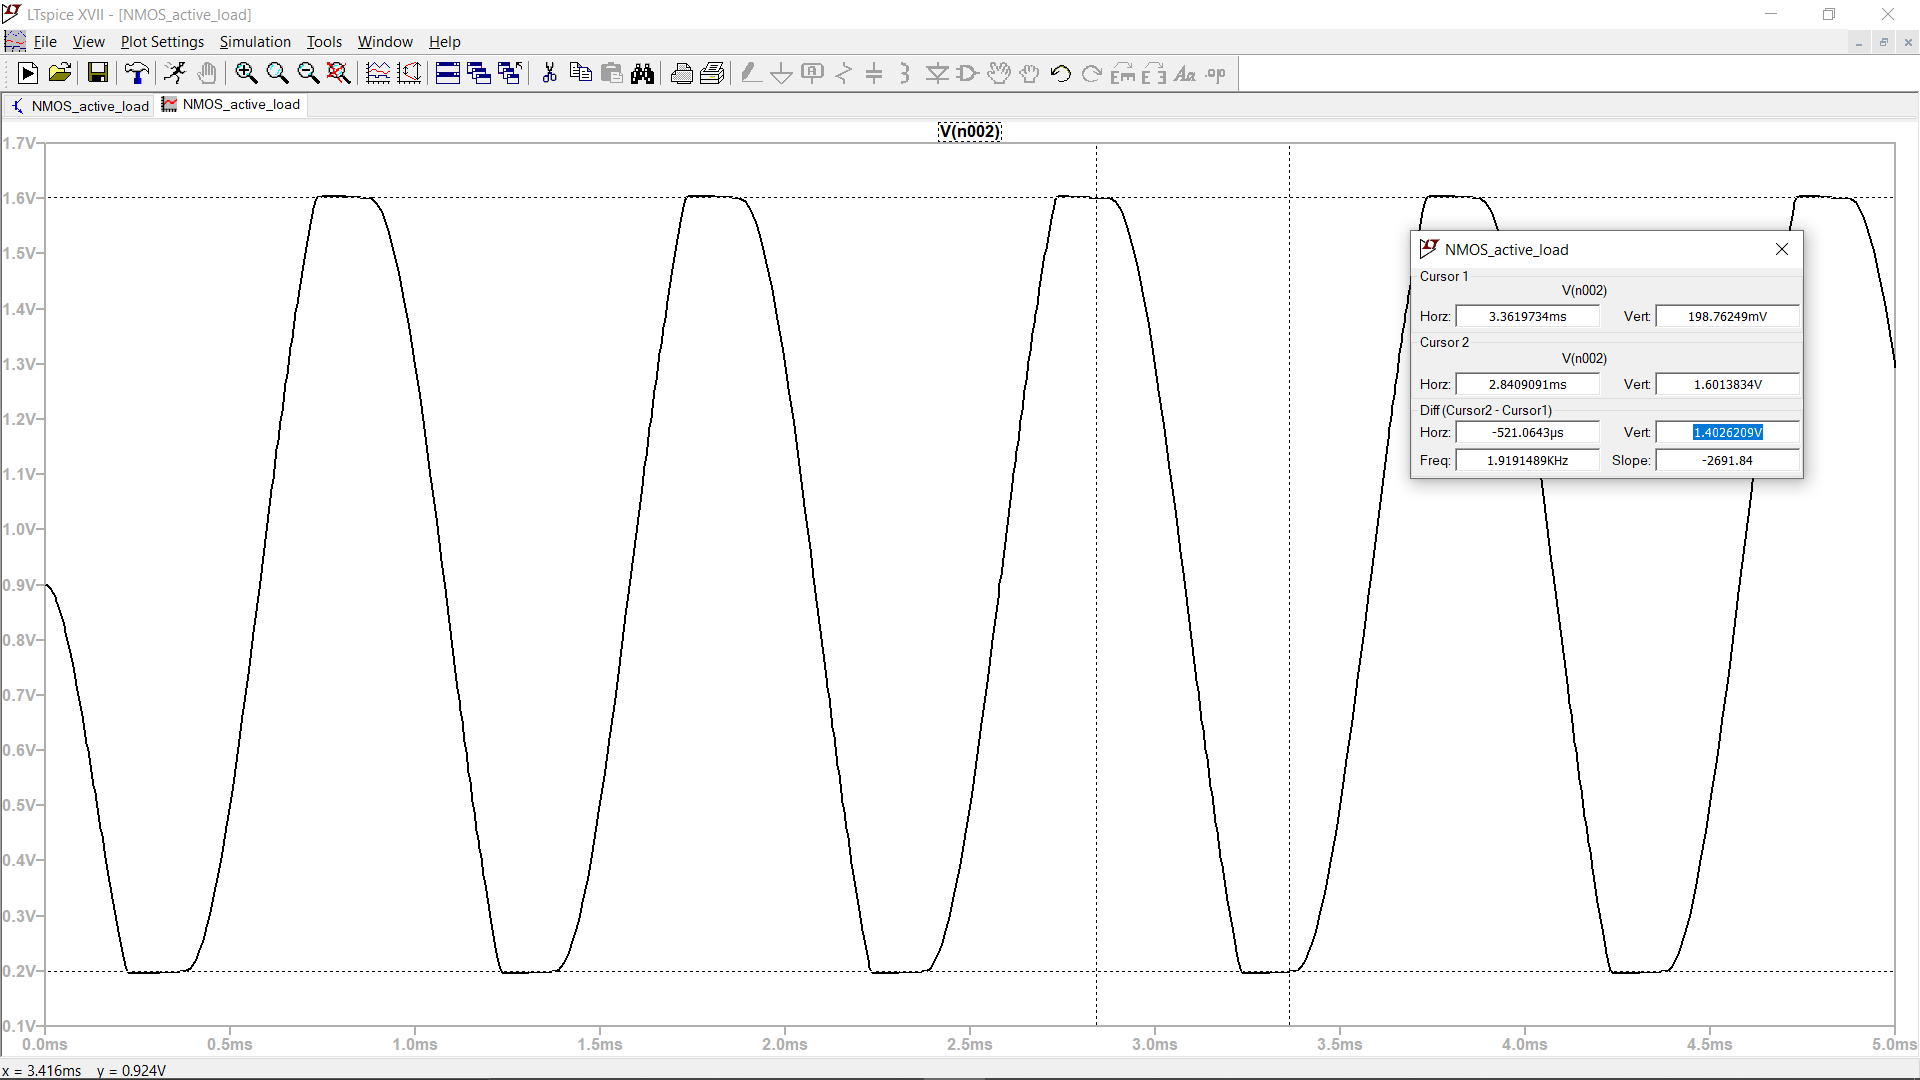 LTspice XVII - [NMOS_active_load]
File View Plot Settings Simulation Tools Window Help
Aa .op
NMOS_active_load NMOS_active_load
V(n002)
1.7V
1.6V
1.5V
1.4V
1.3V
1.2V
1.1V
1.0V
0.9V
0.8V
0.7V
0.6V
0.5V
0.4V
0.3V
0.2V
0.1V
0.0ms 0.5ms 1.0ms 1.5ms 2.0ms 2.5ms 3.0ms 3.5ms 4.0ms 4.5ms 5.0ms
NMOS_active_load
Cursor 1
V(n002)
Horz: 3.3619734ms Vert: 198.76249mV
Cursor 2
V(n002)
Horz: 2.8409091ms Vert: 1.6013834V
Diff (Cursor2 - Cursor1)
Horz: -521.0643µs Vert: 1.4026209V
Freq: 1.9191489KHz Slope: -2691.84
x = 3.416ms y = 0.924V